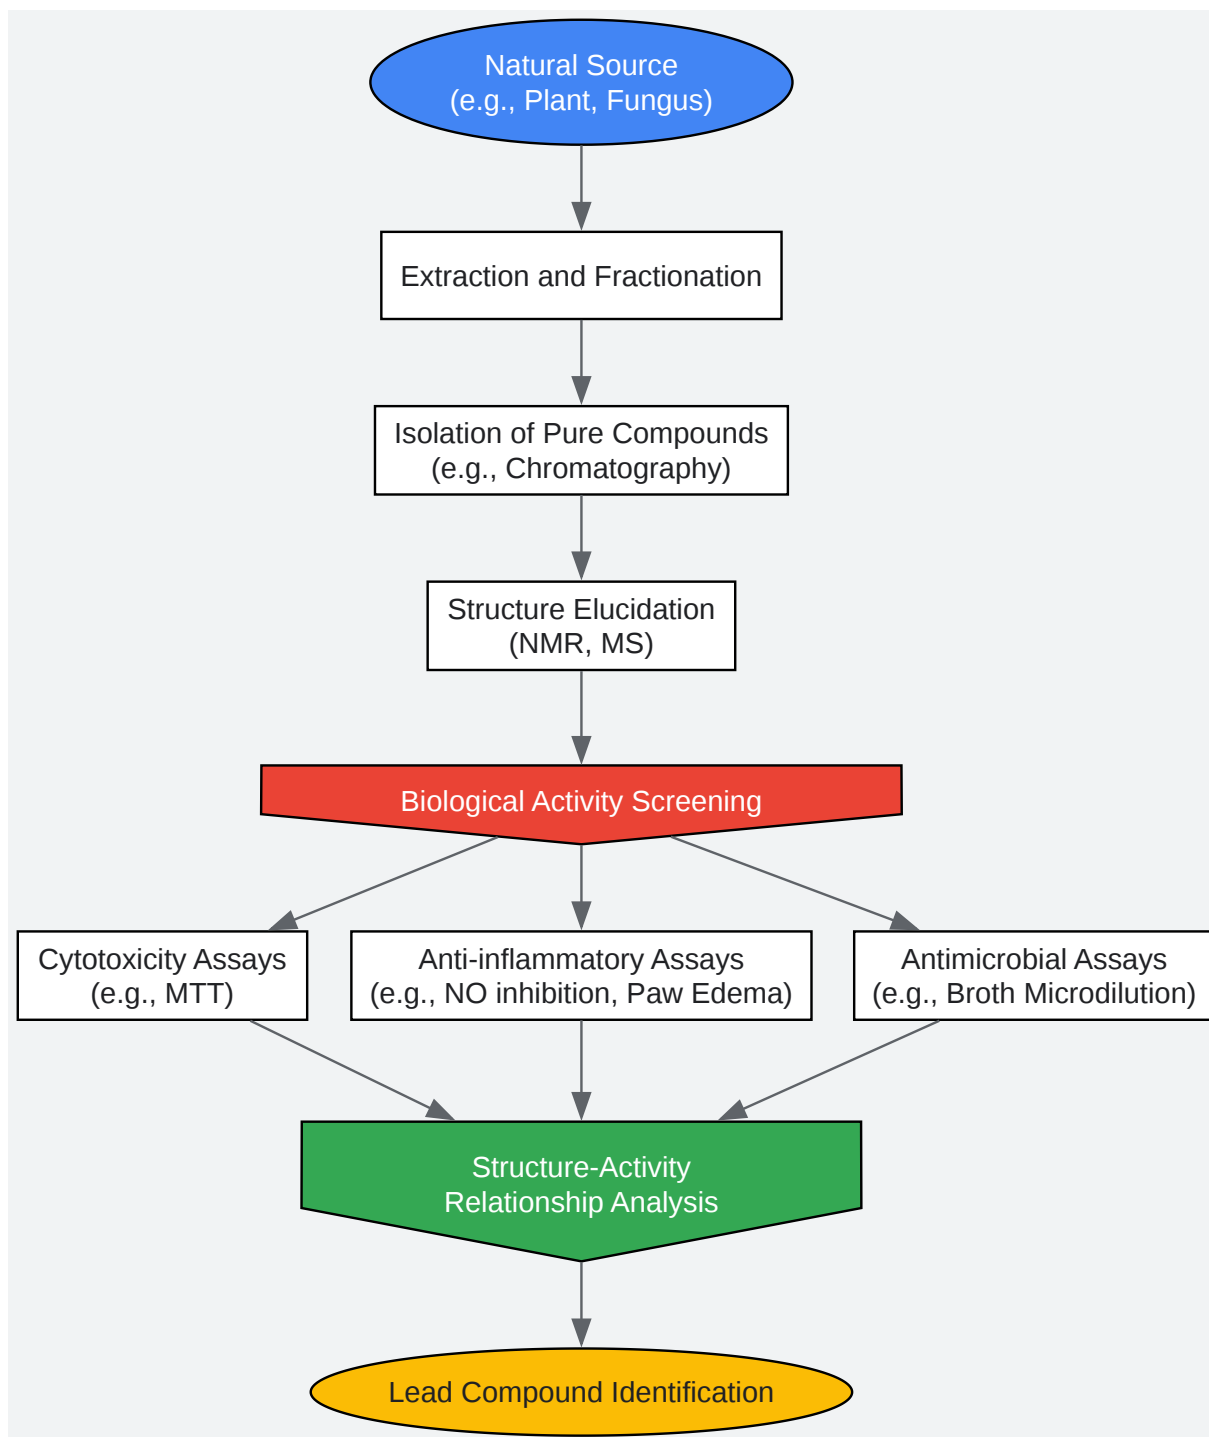 Natural Source
(e.g., Plant, Fungus)
Extraction and Fractionation
Isolation of Pure Compounds
(e.g., Chromatography)
Structure Elucidation
(NMR, MS)
Biological Activity Screening
Cytotoxicity Assays
(e.g., MTT)
Anti-inflammatory Assays
(e.g., NO inhibition, Paw Edema)
Antimicrobial Assays
(e.g., Broth Microdilution)
Structure-Activity
Relationship Analysis
Lead Compound Identification